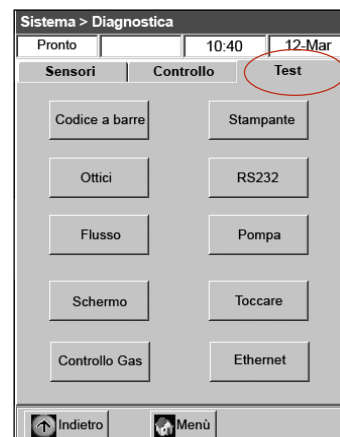 Sistema > Diagnostica
Pronto 10:40 12-Mar
Sensori Controllo Test
Codice a barre Stampante
Ottici RS232
Flusso Pompa
Schermo Toccare
Controllo Gas Ethernet
Indietro Menù